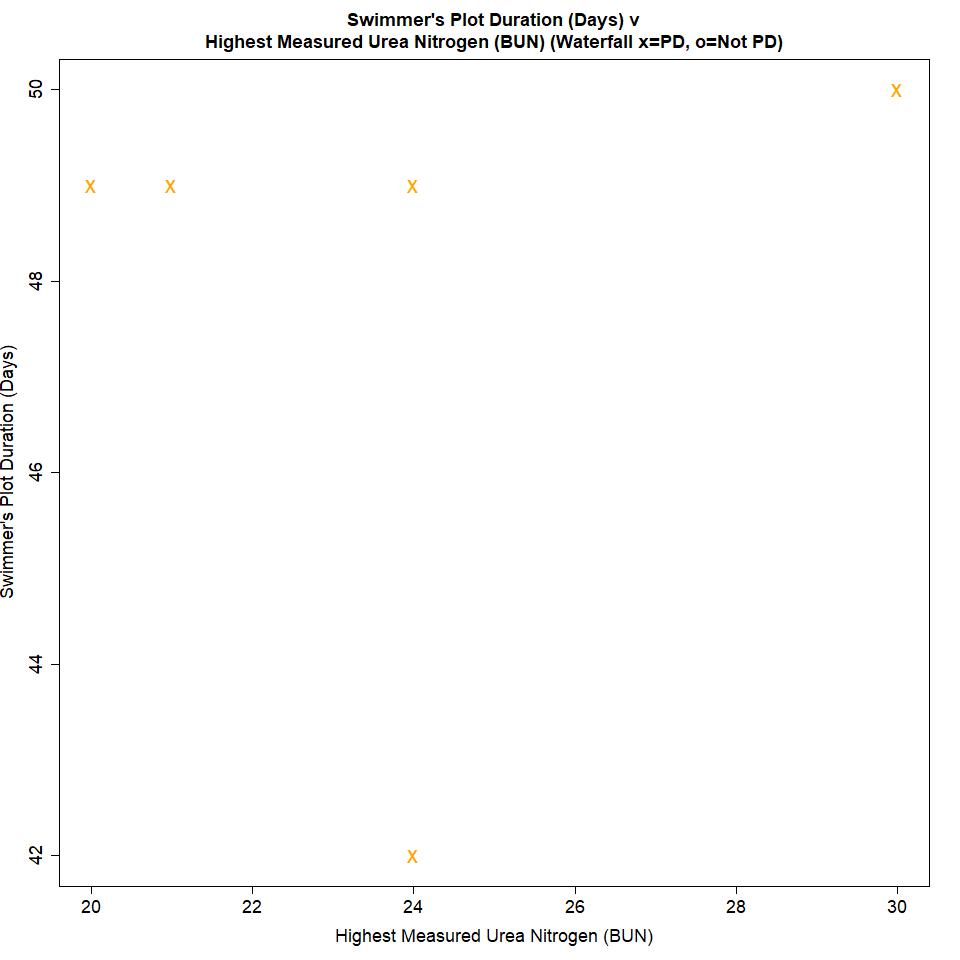 Swimmer's Plot Duration (Days) v
Highest Measured Urea Nitrogen (BUN) (Waterfall x=PD, o=Not PD)
50
48
46
44
42
Swimmer's Plot Duration (Days)
X
X
X
X
X
20
22
24
26
28
30
Highest Measured Urea Nitrogen (BUN)